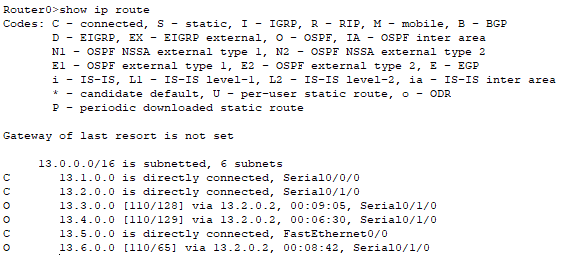 Router0>show ip route
Codes: C - connected, S - static, I - IGRP, R - RIP, M - mobile, B - BGP
       D - EIGRP, EX - EIGRP external, O - OSPF, IA - OSPF inter area
       N1 - OSPF NSSA external type 1, N2 - OSPF NSSA external type 2
       E1 - OSPF external type 1, E2 - OSPF external type 2, E - EGP
       i - IS-IS, L1 - IS-IS level-1, L2 - IS-IS level-2, ia - IS-IS inter area
       * - candidate default, U - per-user static route, o - ODR
       P - periodic downloaded static route
Gateway of last resort is not set
     13.0.0.0/16 is subnetted, 6 subnets
C       13.1.0.0 is directly connected, Serial0/0/0
C       13.2.0.0 is directly connected, Serial0/1/0
O       13.3.0.0 [110/128] via 13.2.0.2, 00:09:05, Serial0/1/0
O       13.4.0.0 [110/129] via 13.2.0.2, 00:06:30, Serial0/1/0
C       13.5.0.0 is directly connected, FastEthernet0/0
O       13.6.0.0 [110/65] via 13.2.0.2, 00:08:42, Serial0/1/0